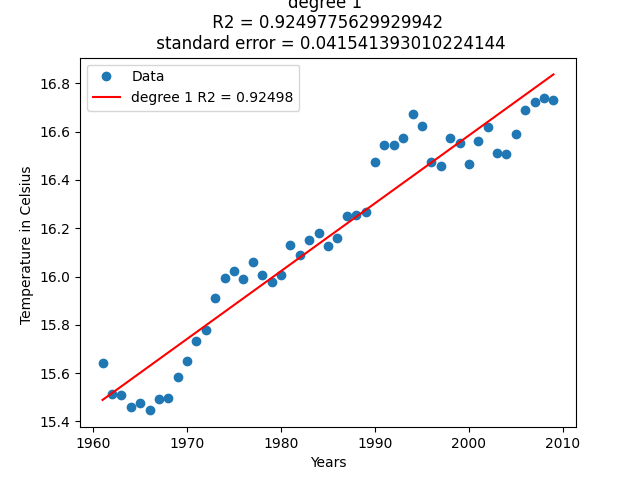 degree 1
R2 = 0.9249775629929942
standard error = 0.041541393010224144
Data
degree 1 R2 = 0.92498
16.8
16.6
16.4
16.2
16.0
15.8
15.6
15.4
Temperature in Celsius
1960 1970 1980 1990 2000 2010
Years